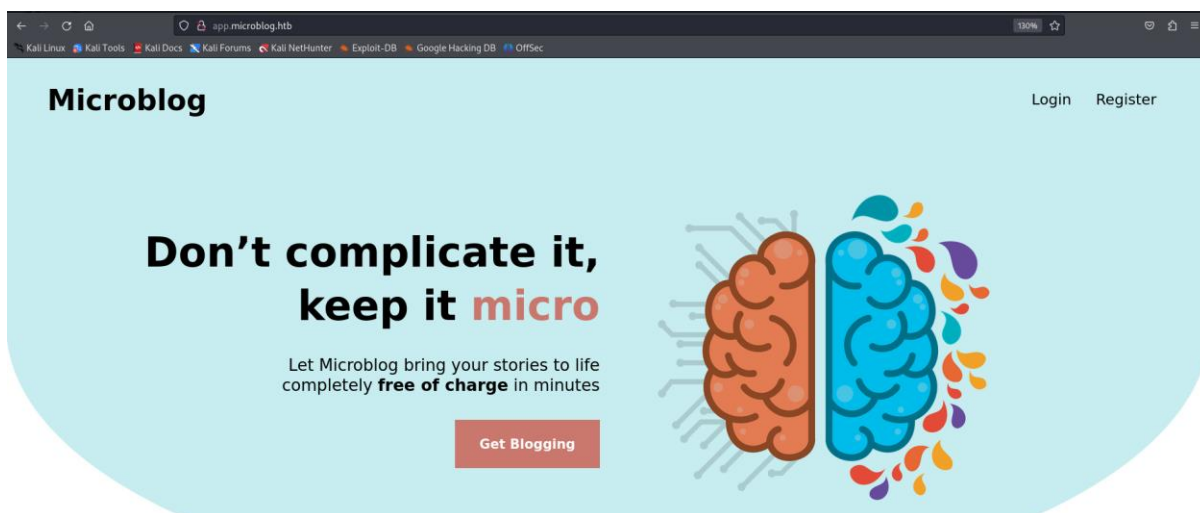 app.microblog.htb
130%
Kali Linux
Kali Tools
Kali Docs
Kali Forums
Kali NetHunter
Exploit-DB
Google Hacking DB
OffSec
Microblog
Login
Register
Don’t complicate it,
keep it micro
Let Microblog bring your stories to life
completely free of charge in minutes
Get Blogging